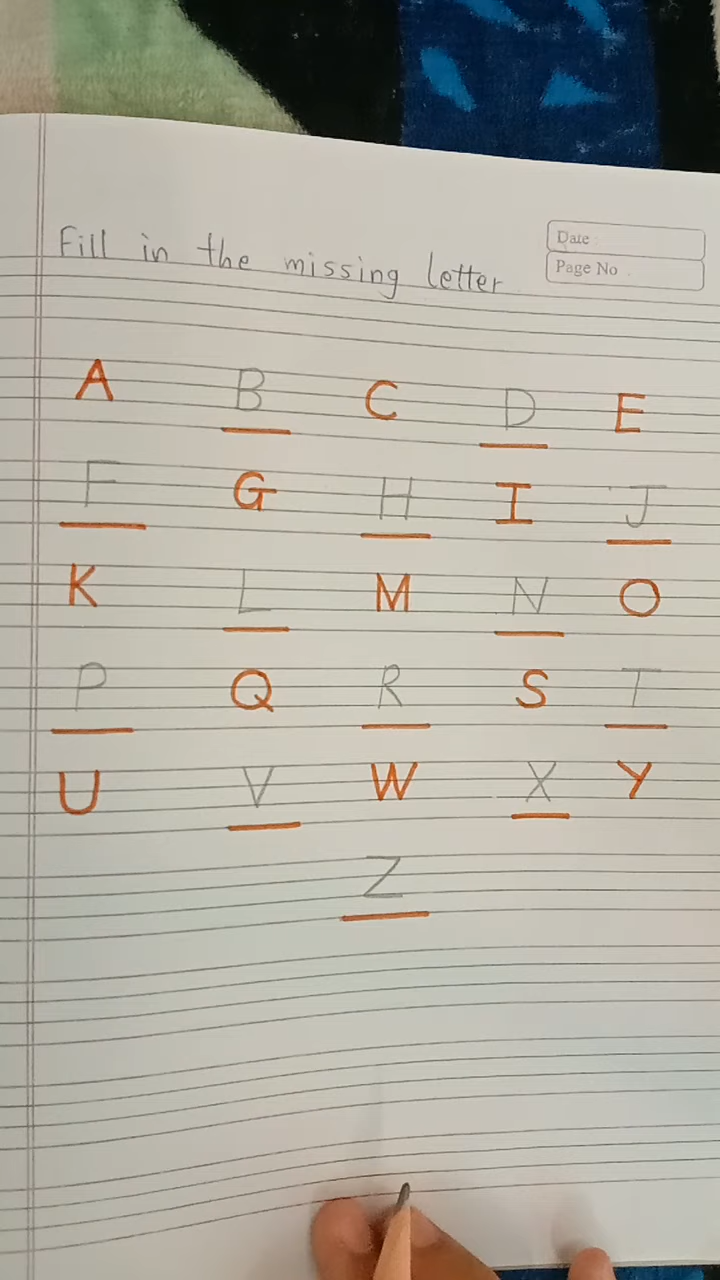 Fill in the missing letter
Date
Page No
A B C D E
F G H I J
K L M N O
P Q R S T
U V W X Y
Z